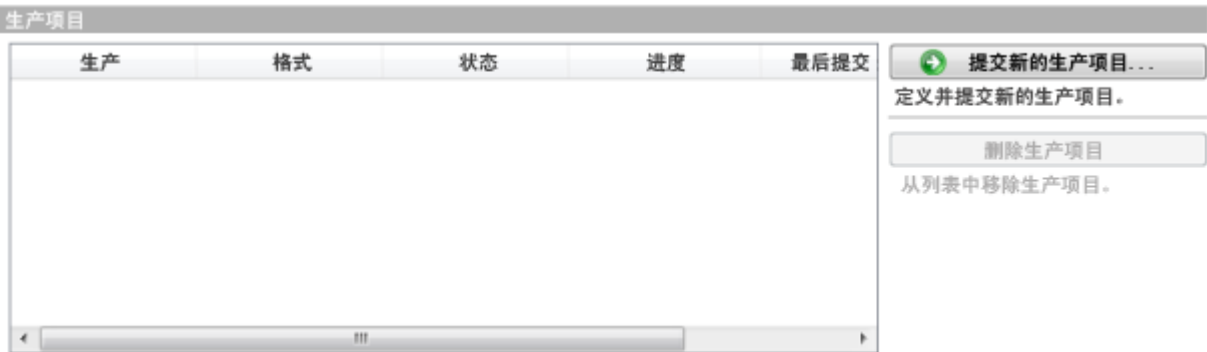 生产项目
生产 格式 状态 进度 最后提交
提交新的生产项目...
定义并提交新的生产项目。
删除生产项目
从列表中移除生产项目。